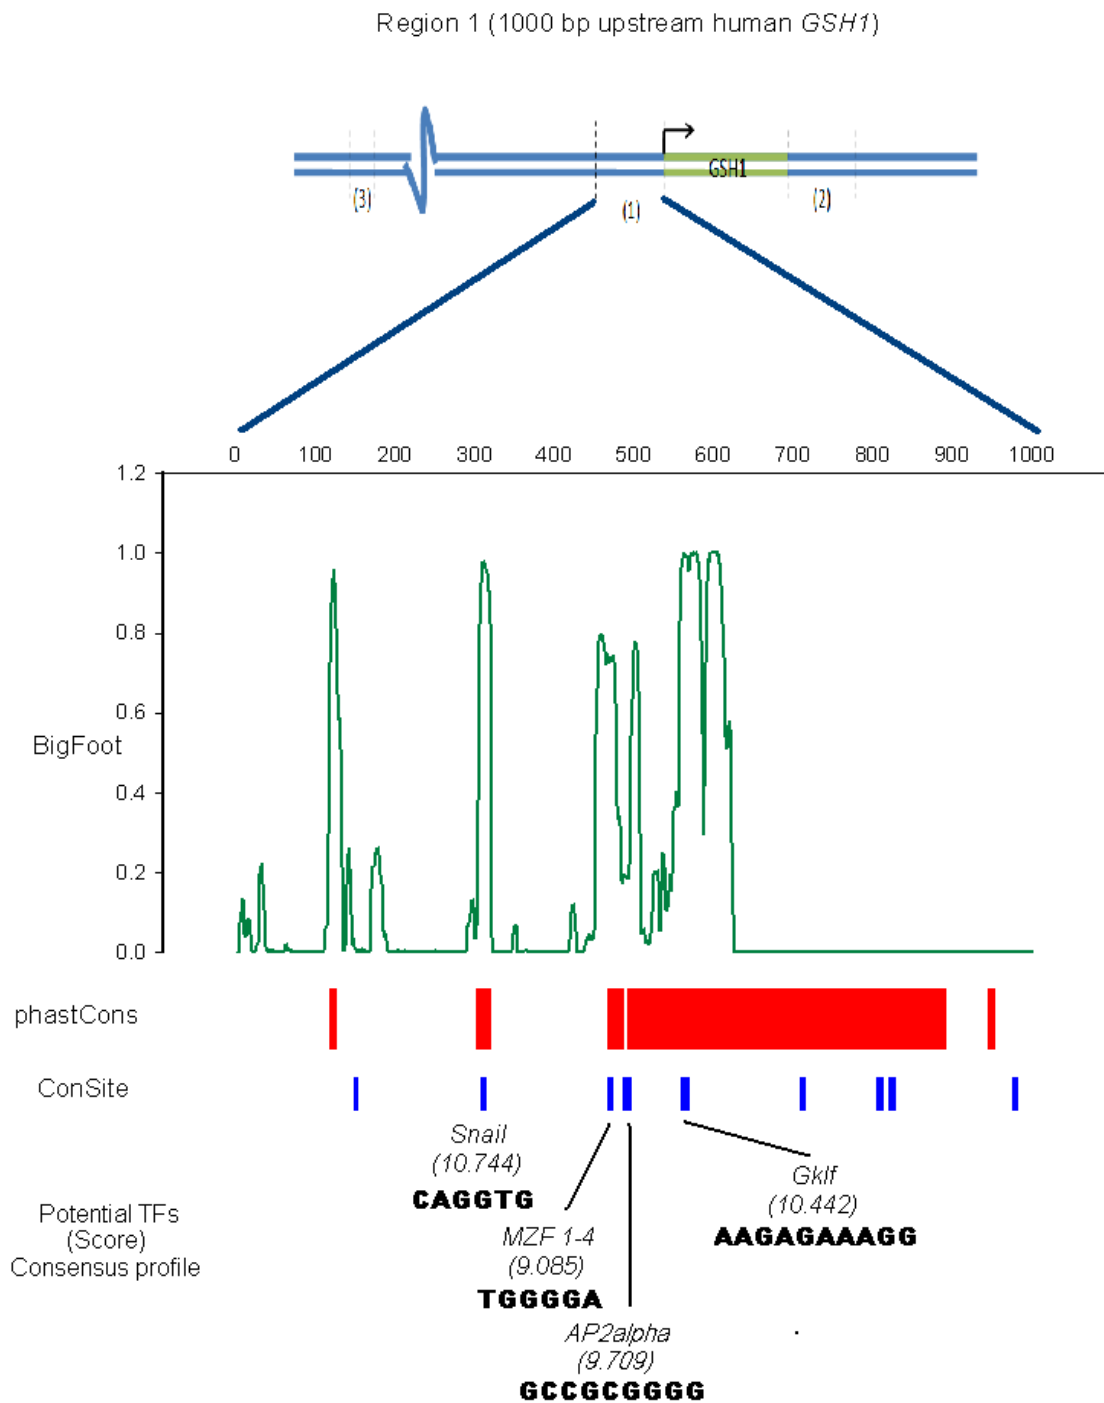 Region 1 (1000 bp upstream human GSH1)
GSH1
(3)
(1)
(2)
0 100 200 300 400 500 600 700 800 900 1000
1.2
1.0
0.8
0.6
BigFoot
0.4
0.2
0.0
phastCons
ConSite
Snail
(10.744)
CAGGTG
Gklf
(10.442)
AAGAGAAAGG
Potential TFs
(Score)
Consensus profile
MZF 1-4
(9.085)
TGGGGA
AP2alpha
(9.709)
GCCGCGGGG